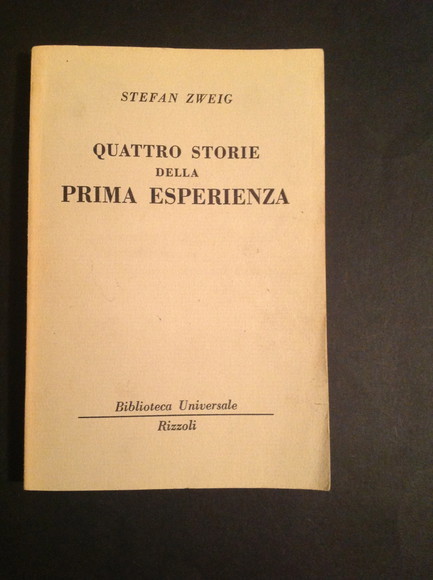 STEFAN ZWEIG
QUATTRO STORIE
DELLA
PRIMA ESPERIENZA
Biblioteca Universale
Rizzoli